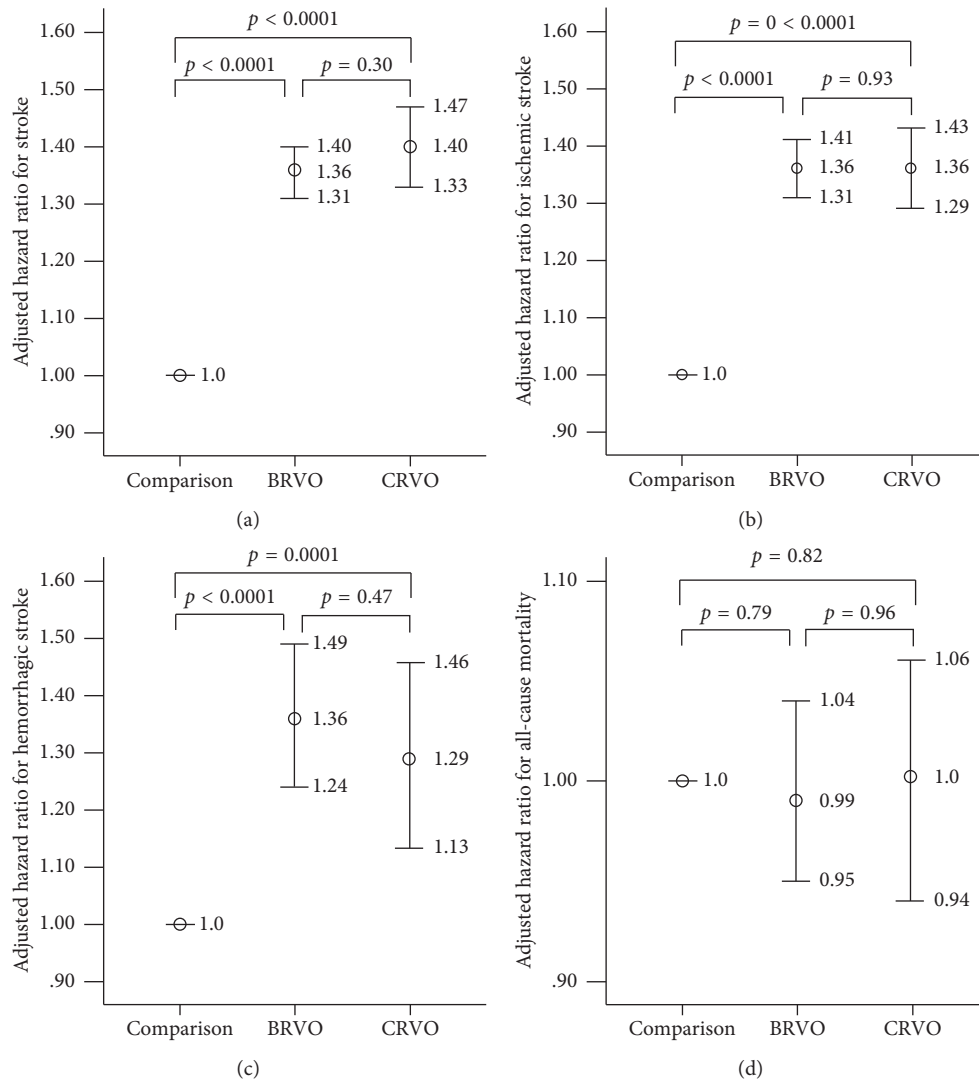 p < 0.0001
p < 0.0001
p = 0.30
Adjusted hazard ratio for stroke
1.60
1.50
1.40
1.30
1.20
1.10
1.00
.90
1.0
1.40
1.36
1.31
1.47
1.40
1.33
Comparison BRVO CRVO
(a)
p = 0 < 0.0001
p < 0.0001
p = 0.93
Adjusted hazard ratio for ischemic stroke
1.60
1.50
1.40
1.30
1.20
1.10
1.00
.90
1.0
1.41
1.36
1.31
1.43
1.36
1.29
Comparison BRVO CRVO
(b)
p = 0.0001
p < 0.0001
p = 0.47
Adjusted hazard ratio for hemorrhagic stroke
1.60
1.50
1.40
1.30
1.20
1.10
1.00
.90
1.0
1.49
1.36
1.24
1.46
1.29
1.13
Comparison BRVO CRVO
(c)
p = 0.82
p = 0.79
p = 0.96
Adjusted hazard ratio for all-cause mortality
1.10
1.00
.90
1.0
1.04
0.99
0.95
1.06
1.0
0.94
Comparison BRVO CRVO
(d)